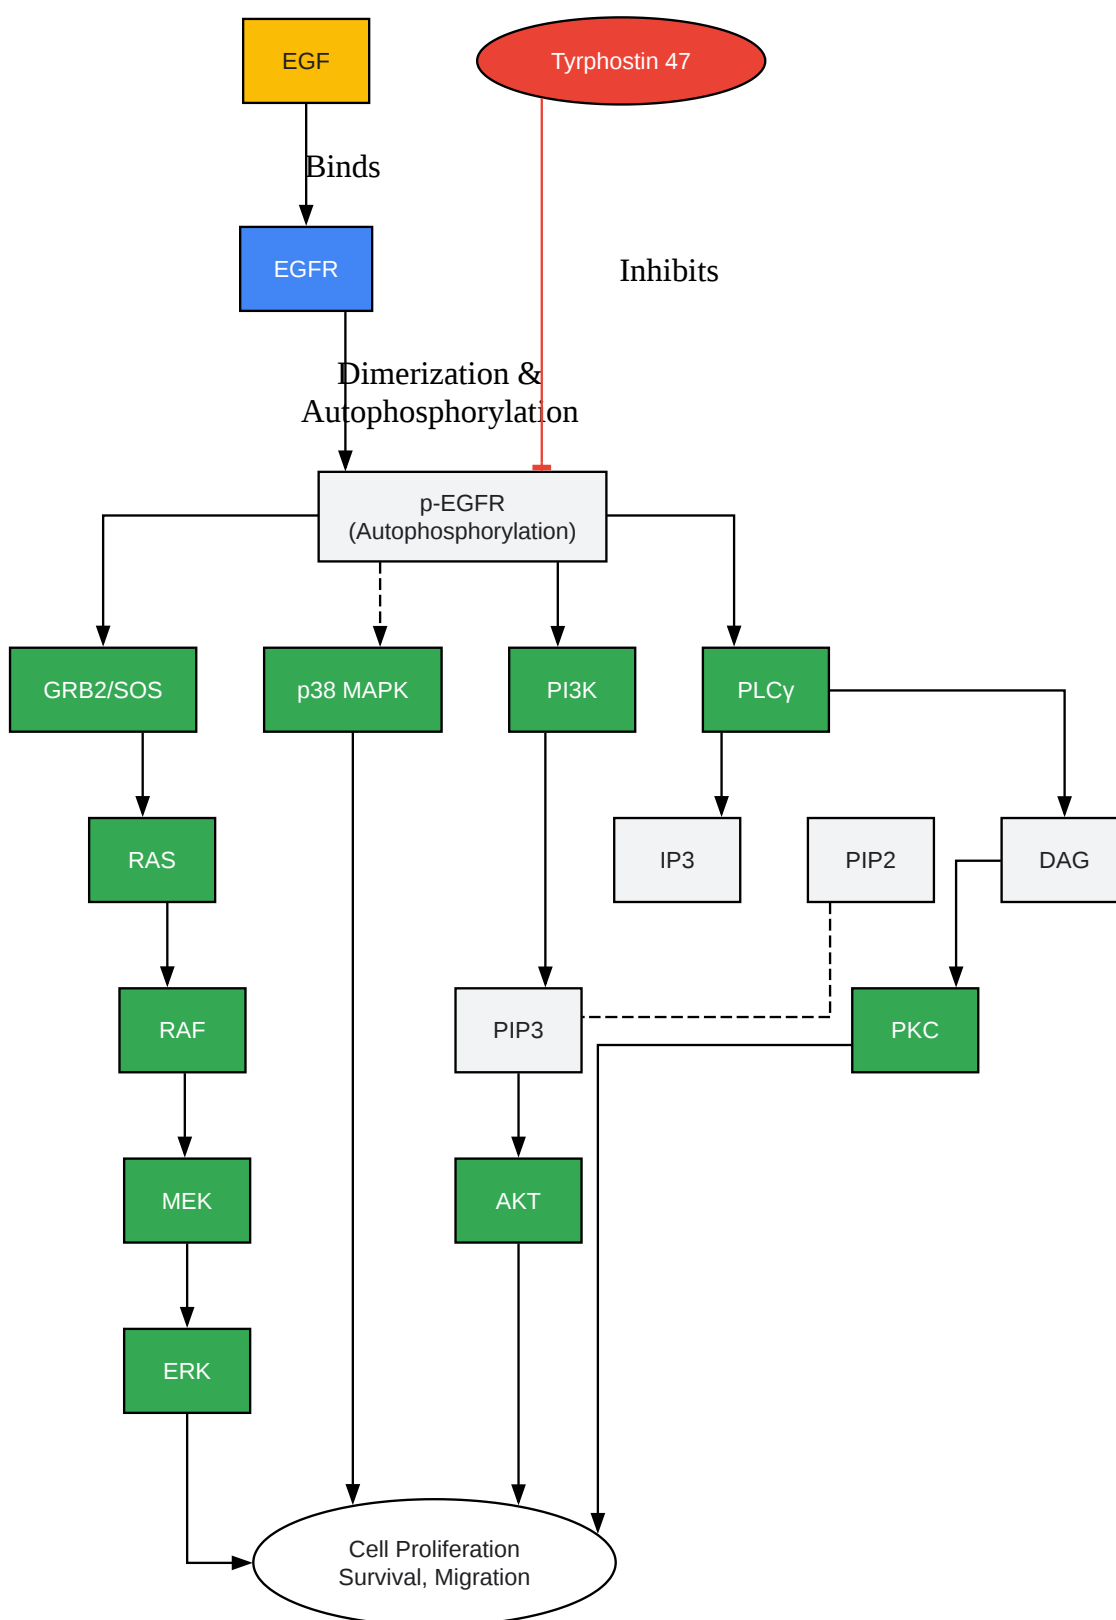 EGF
Tyrphostin 47
Binds
EGFR
Inhibits
Dimerization &
Autophosphorylation
p-EGFR
(Autophosphorylation)
GRB2/SOS
p38 MAPK
PI3K
PLCγ
RAS
IP3
PIP2
DAG
RAF
PIP3
PKC
MEK
AKT
ERK
Cell Proliferation
Survival, Migration